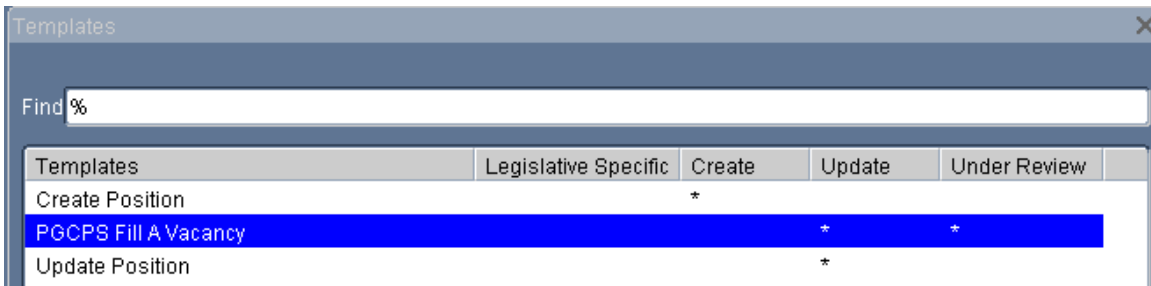 Templates
Find %
Templates Legislative Specific Create Update Under Review
Create Position *
PGCPS Fill A Vacancy * *
Update Position *